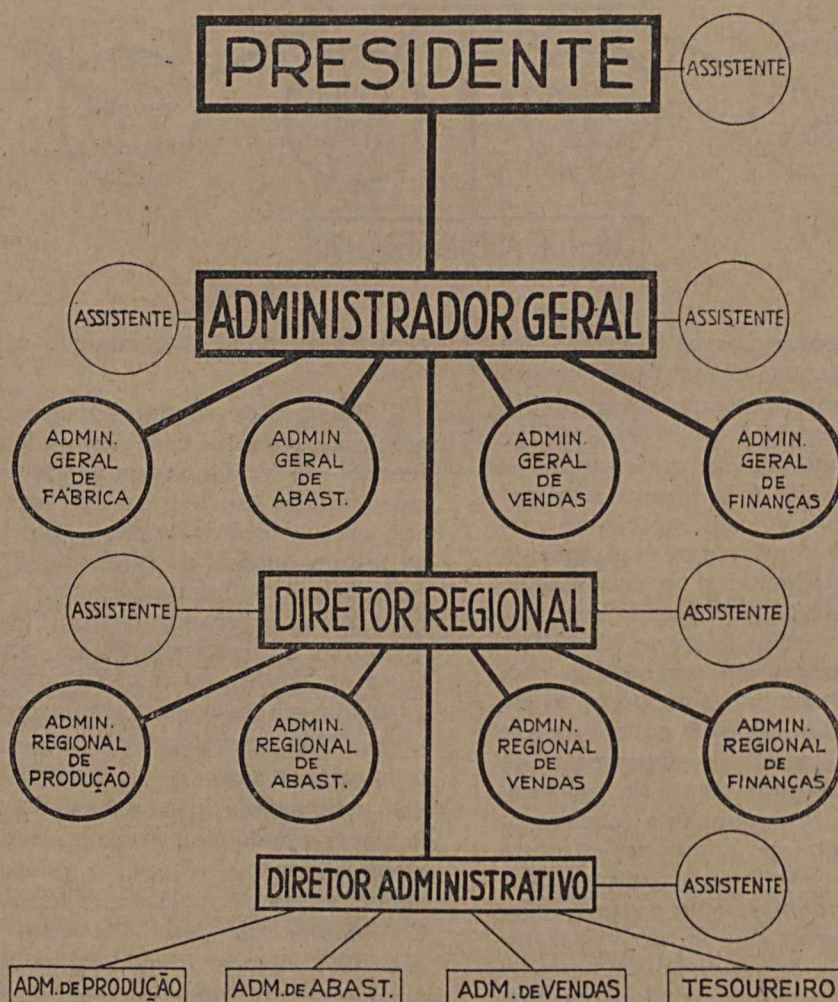 PRESIDENTE
ASSISTENTE
ASSISTENTE
ADMINISTRADOR GERAL
ASSISTENTE
ADMIN.
GERAL
DE
FÁBRICA
ADMIN
GERAL
DE
ABAST.
ADMIN.
GERAL
DE
VENDAS
ADMIN.
GERAL
DE
FINANÇAS
ASSISTENTE
DIRETOR REGIONAL
ASSISTENTE
ADMIN.
REGIONAL
DE
PRODUÇÃO
ADMIN.
REGIONAL
DE
ABAST.
ADMIN.
REGIONAL
DE
VENDAS
ADMIN.
REGIONAL
DE
FINANÇAS
DIRETOR ADMINISTRATIVO
ASSISTENTE
ADM. DE PRODUÇÃO
ADM. DE ABAST.
ADM. DE VENDAS
TESOUREIRO